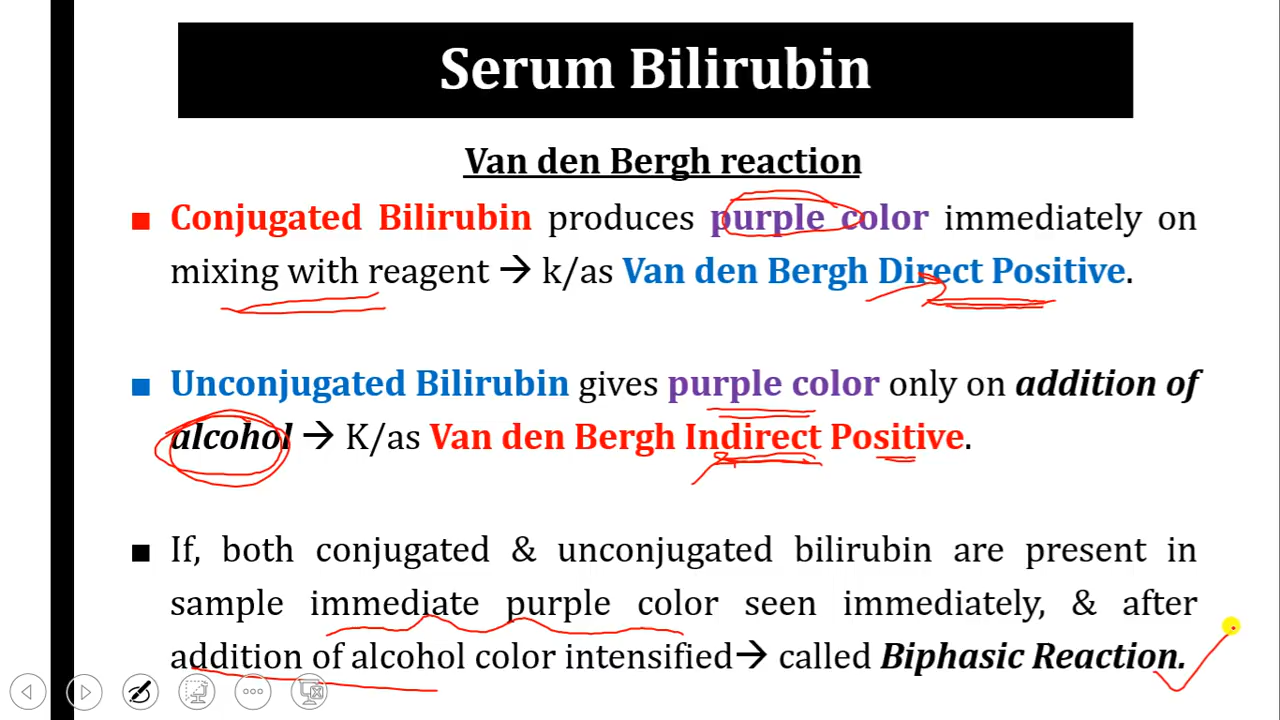 Serum Bilirubin
Van den Bergh reaction
▪ Conjugated Bilirubin produces purple color immediately on
mixing with reagent → k/as Van den Bergh Direct Positive.
▪ Unconjugated Bilirubin gives purple color only on addition of
alcohol → K/as Van den Bergh Indirect Positive.
▪ If, both conjugated & unconjugated bilirubin are present in
sample immediate purple color seen immediately, & after
addition of alcohol color intensified→ called Biphasic Reaction.